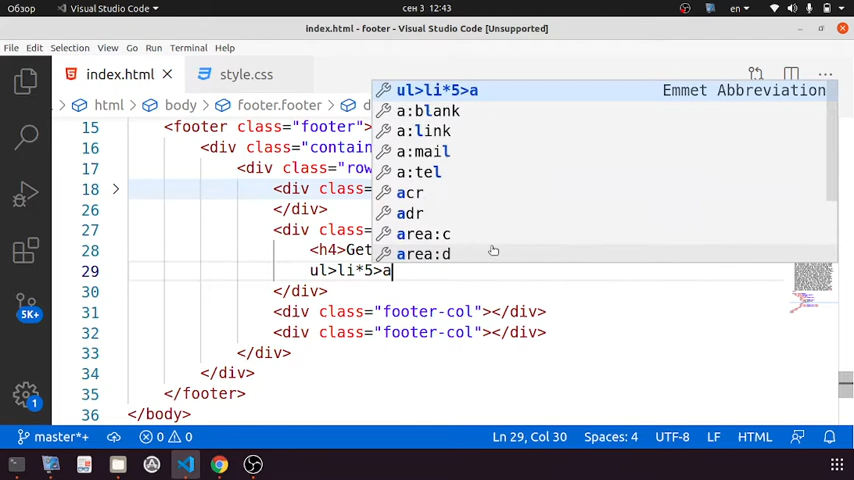 Обзор
Visual Studio Code
сен 3 12:43
en
index.html - footer - Visual Studio Code [Unsupported]
File Edit Selection View Go Run Terminal Help
index.html
style.css
html
body
footer.footer
d
ul>li*5>a Emmet Abbreviation
a:blank
a:link
a:mail
a:tel
acr
adr
area:c
area:d
15 <footer class="footer">
16 <div class="contain
17 <div class="row
18 <div class=
26 </div>
27 <div class=
28 <h4>Get
29 ul>li*5>a
30 </div>
31 <div class="footer-col"></div>
32 <div class="footer-col"></div>
33 </div>
34 </div>
35 </footer>
36 </body>
5K+
1
master*+
0
0
Ln 29, Col 30
Spaces: 4
UTF-8
LF
HTML